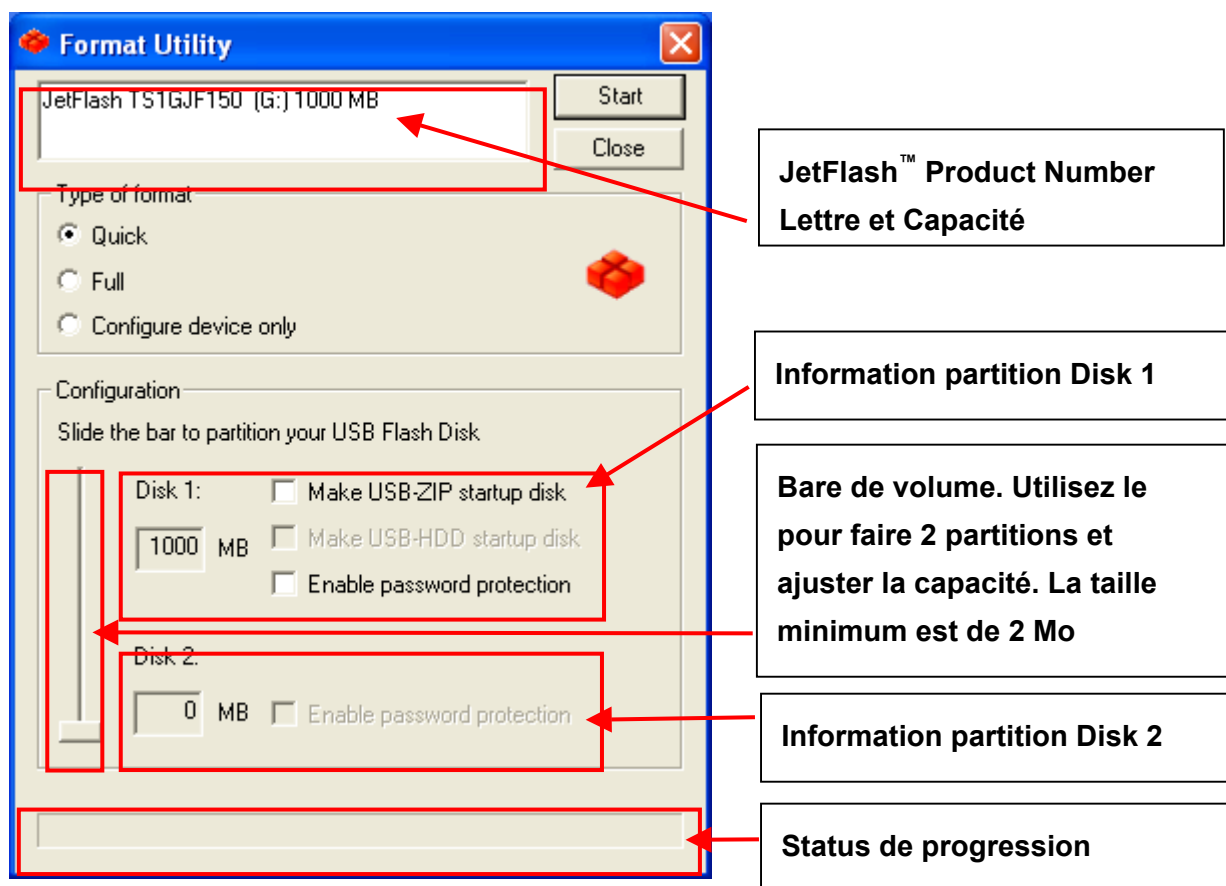 Format Utility
JetFlash TS1GJF150 (G:) 1000 MB
Start
Close
Type of format
Quick
Full
Configure device only
Configuration
Slide the bar to partition your USB Flash Disk
Disk 1:
1000 MB
Make USB-ZIP startup disk
Make USB-HDD startup disk
Enable password protection
Disk 2:
0 MB
Enable password protection
JetFlash™ Product Number
Lettre et Capacité
Information partition Disk 1
Bare de volume. Utilisez le
pour faire 2 partitions et
ajuster la capacité. La taille
minimum est de 2 Mo
Information partition Disk 2
Status de progression